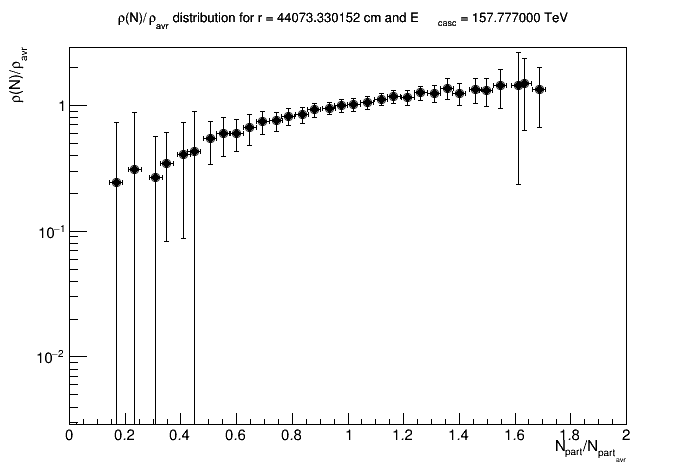 ρ(N)/ρavr distribution for r = 44073.330152 cm and E casc = 157.777000 TeV
ρ(N)/ρavr
1
10−1
10−2
0 0.2 0.4 0.6 0.8 1 1.2 1.4 1.6 1.8 2
Npart/Npartavr